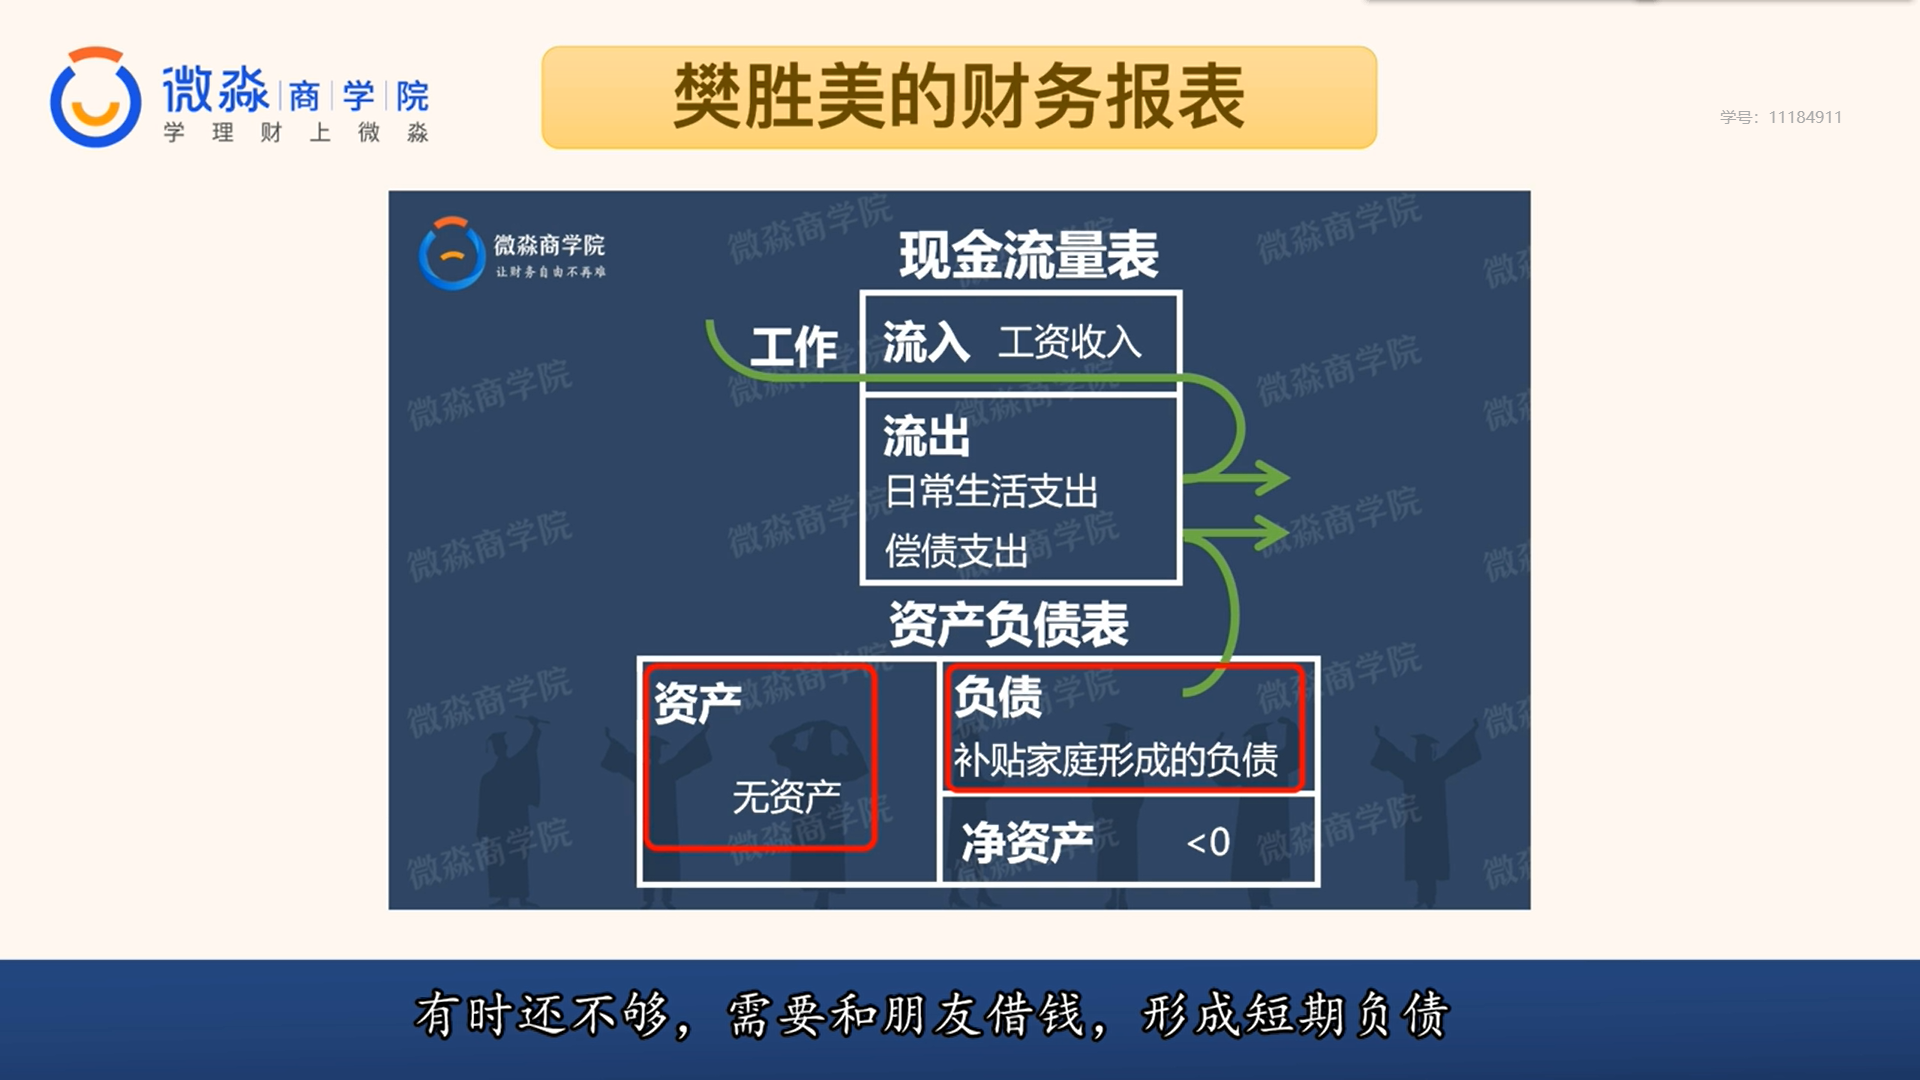 微淼商学院
学理财上微淼
樊胜美的财务报表
学号：11184911
微淼商学院
让财务自由不再难
现金流量表
工作
流入 工资收入
流出
日常生活支出
偿债支出
资产负债表
资产
无资产
负债
补贴家庭形成的负债
净资产 <0
有时还不够，需要和朋友借钱，形成短期负债